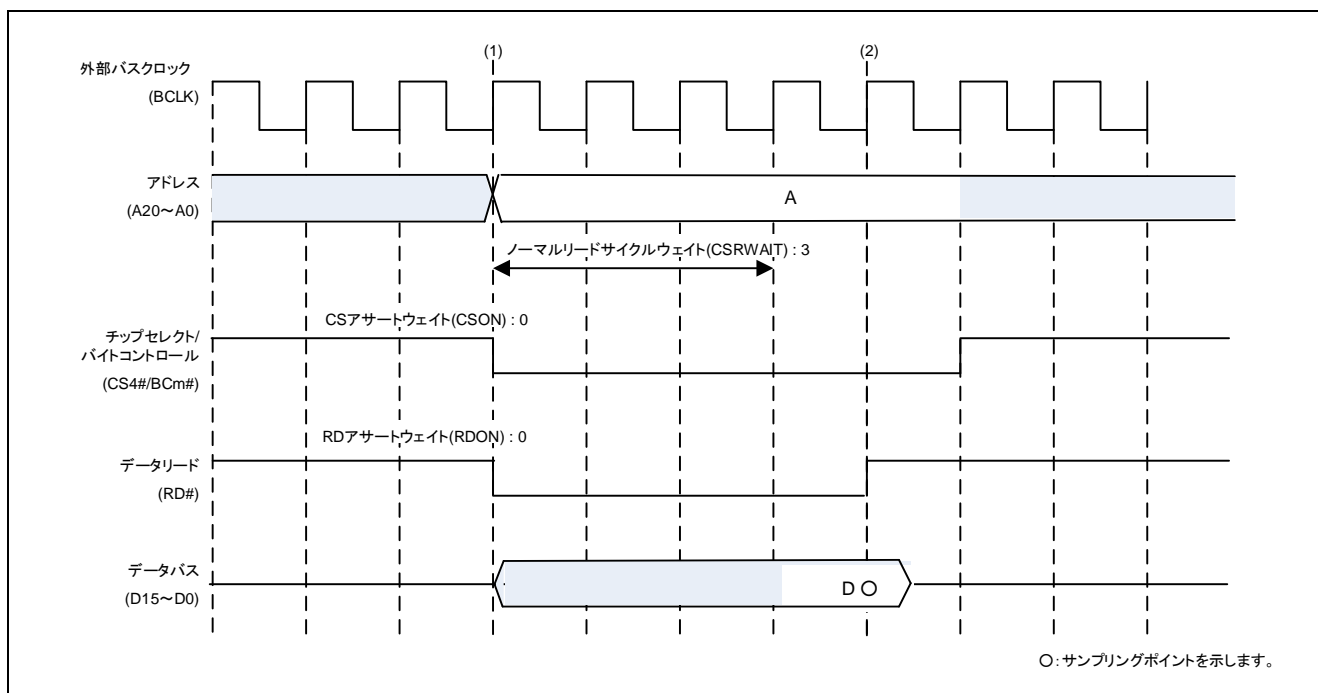 (1)
(2)
外部バスクロック
(BCLK)
アドレス
(A20~A0)
A
ノーマルリードサイクルウェイト(CSRWAIT) : 3
CSアサートウェイト(CSON) : 0
チップセレクト/
バイトコントロール
(CS4#/BCm#)
RDアサートウェイト(RDON) : 0
データリード
(RD#)
データバス
(D15~D0)
D
○:サンプリングポイントを示します。